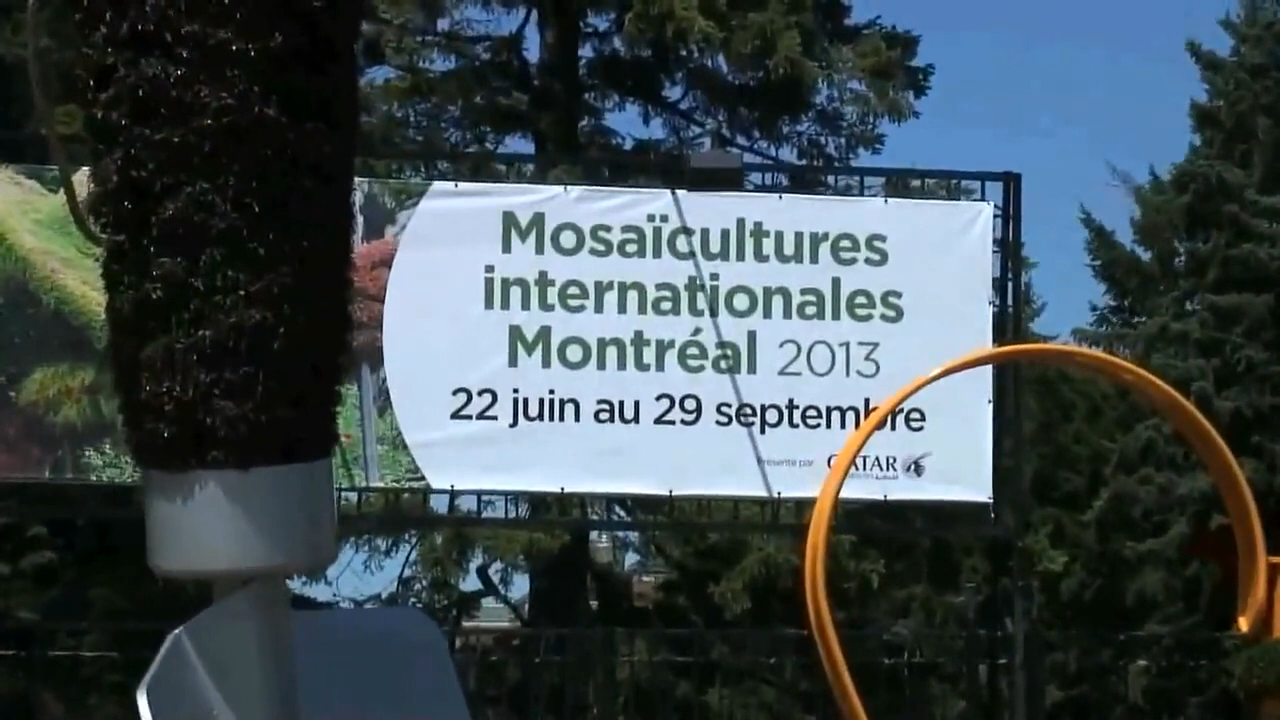 Mosaïcultures
internationales
Montréal 2013
22 juin au 29 septembre
Présenté par QATAR